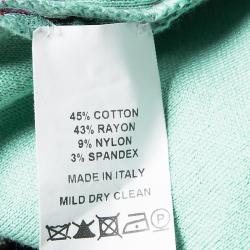 45% COTTON
43% RAYON
9% NYLON
3% SPANDEX
MADE IN ITALY
MILD DRY CLEAN
P